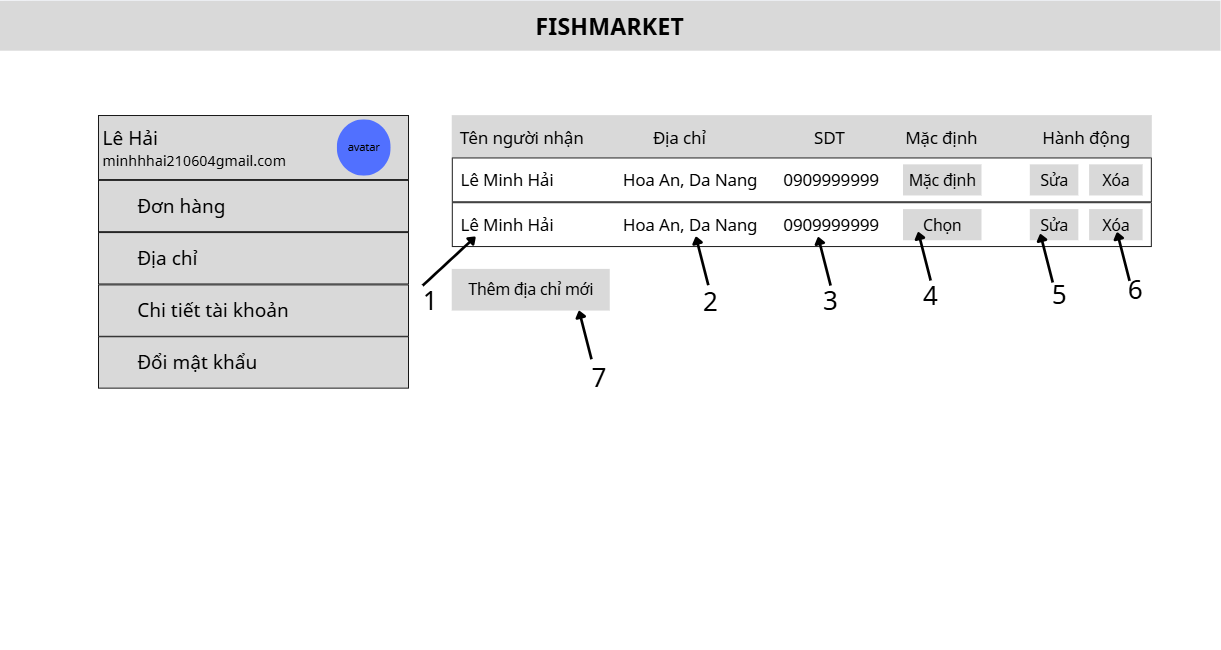 FISHMARKET
Lê Hải
minhhhai210604gmail.com
avatar
Đơn hàng
Địa chỉ
Chi tiết tài khoản
Đổi mật khẩu
Tên người nhận Địa chỉ SDT Mặc định Hành động
Lê Minh Hải Hoa An, Da Nang 0909999999 Mặc định Sửa Xóa
Lê Minh Hải Hoa An, Da Nang 0909999999 Chọn Sửa Xóa
1 2 3 4 5 6
Thêm địa chỉ mới
7